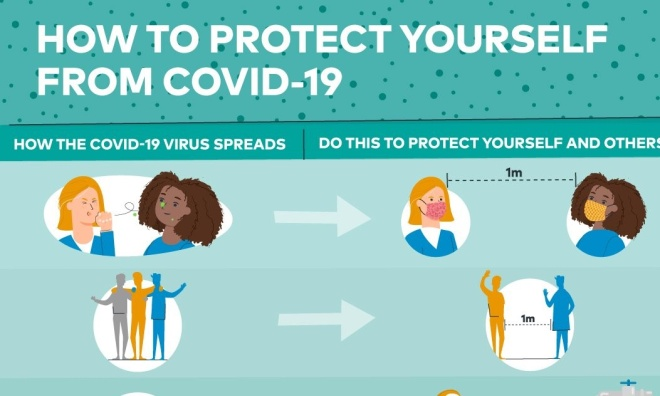 HOW TO PROTECT YOURSELF
FROM COVID-19
HOW THE COVID-19 VIRUS SPREADS
DO THIS TO PROTECT YOURSELF AND OTHERS
1m
1m